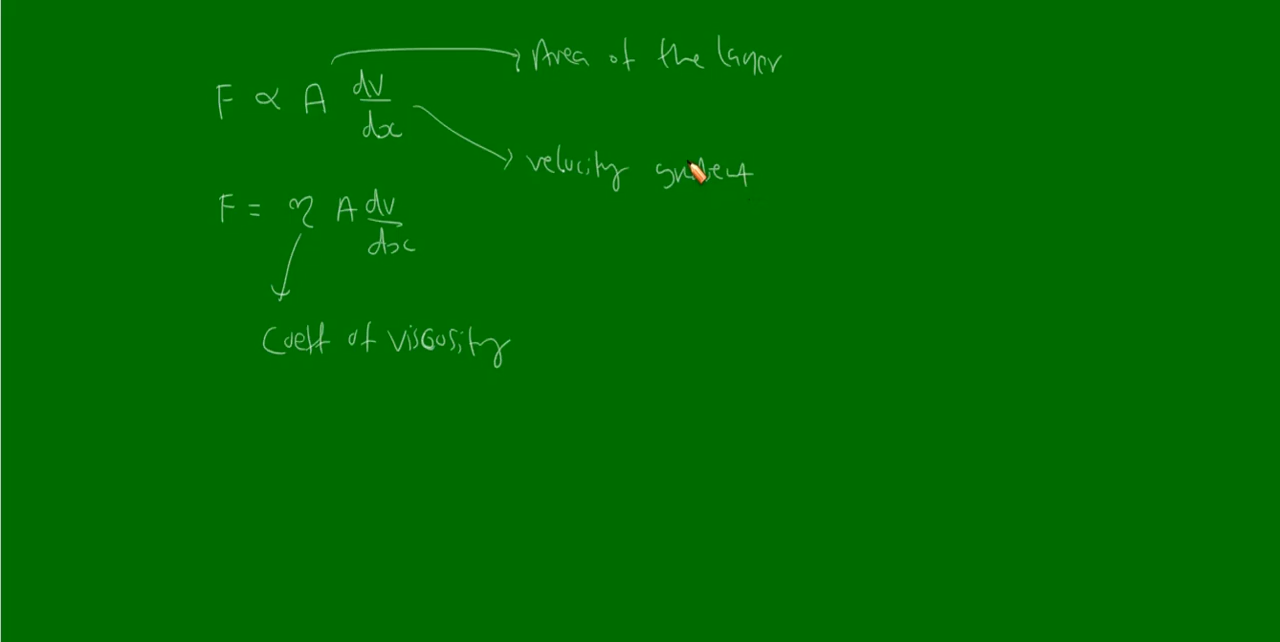 F ∝ A dv/dx → Area of the layer
→ velocity
F = η A dv/dx
Coeff of viscosity